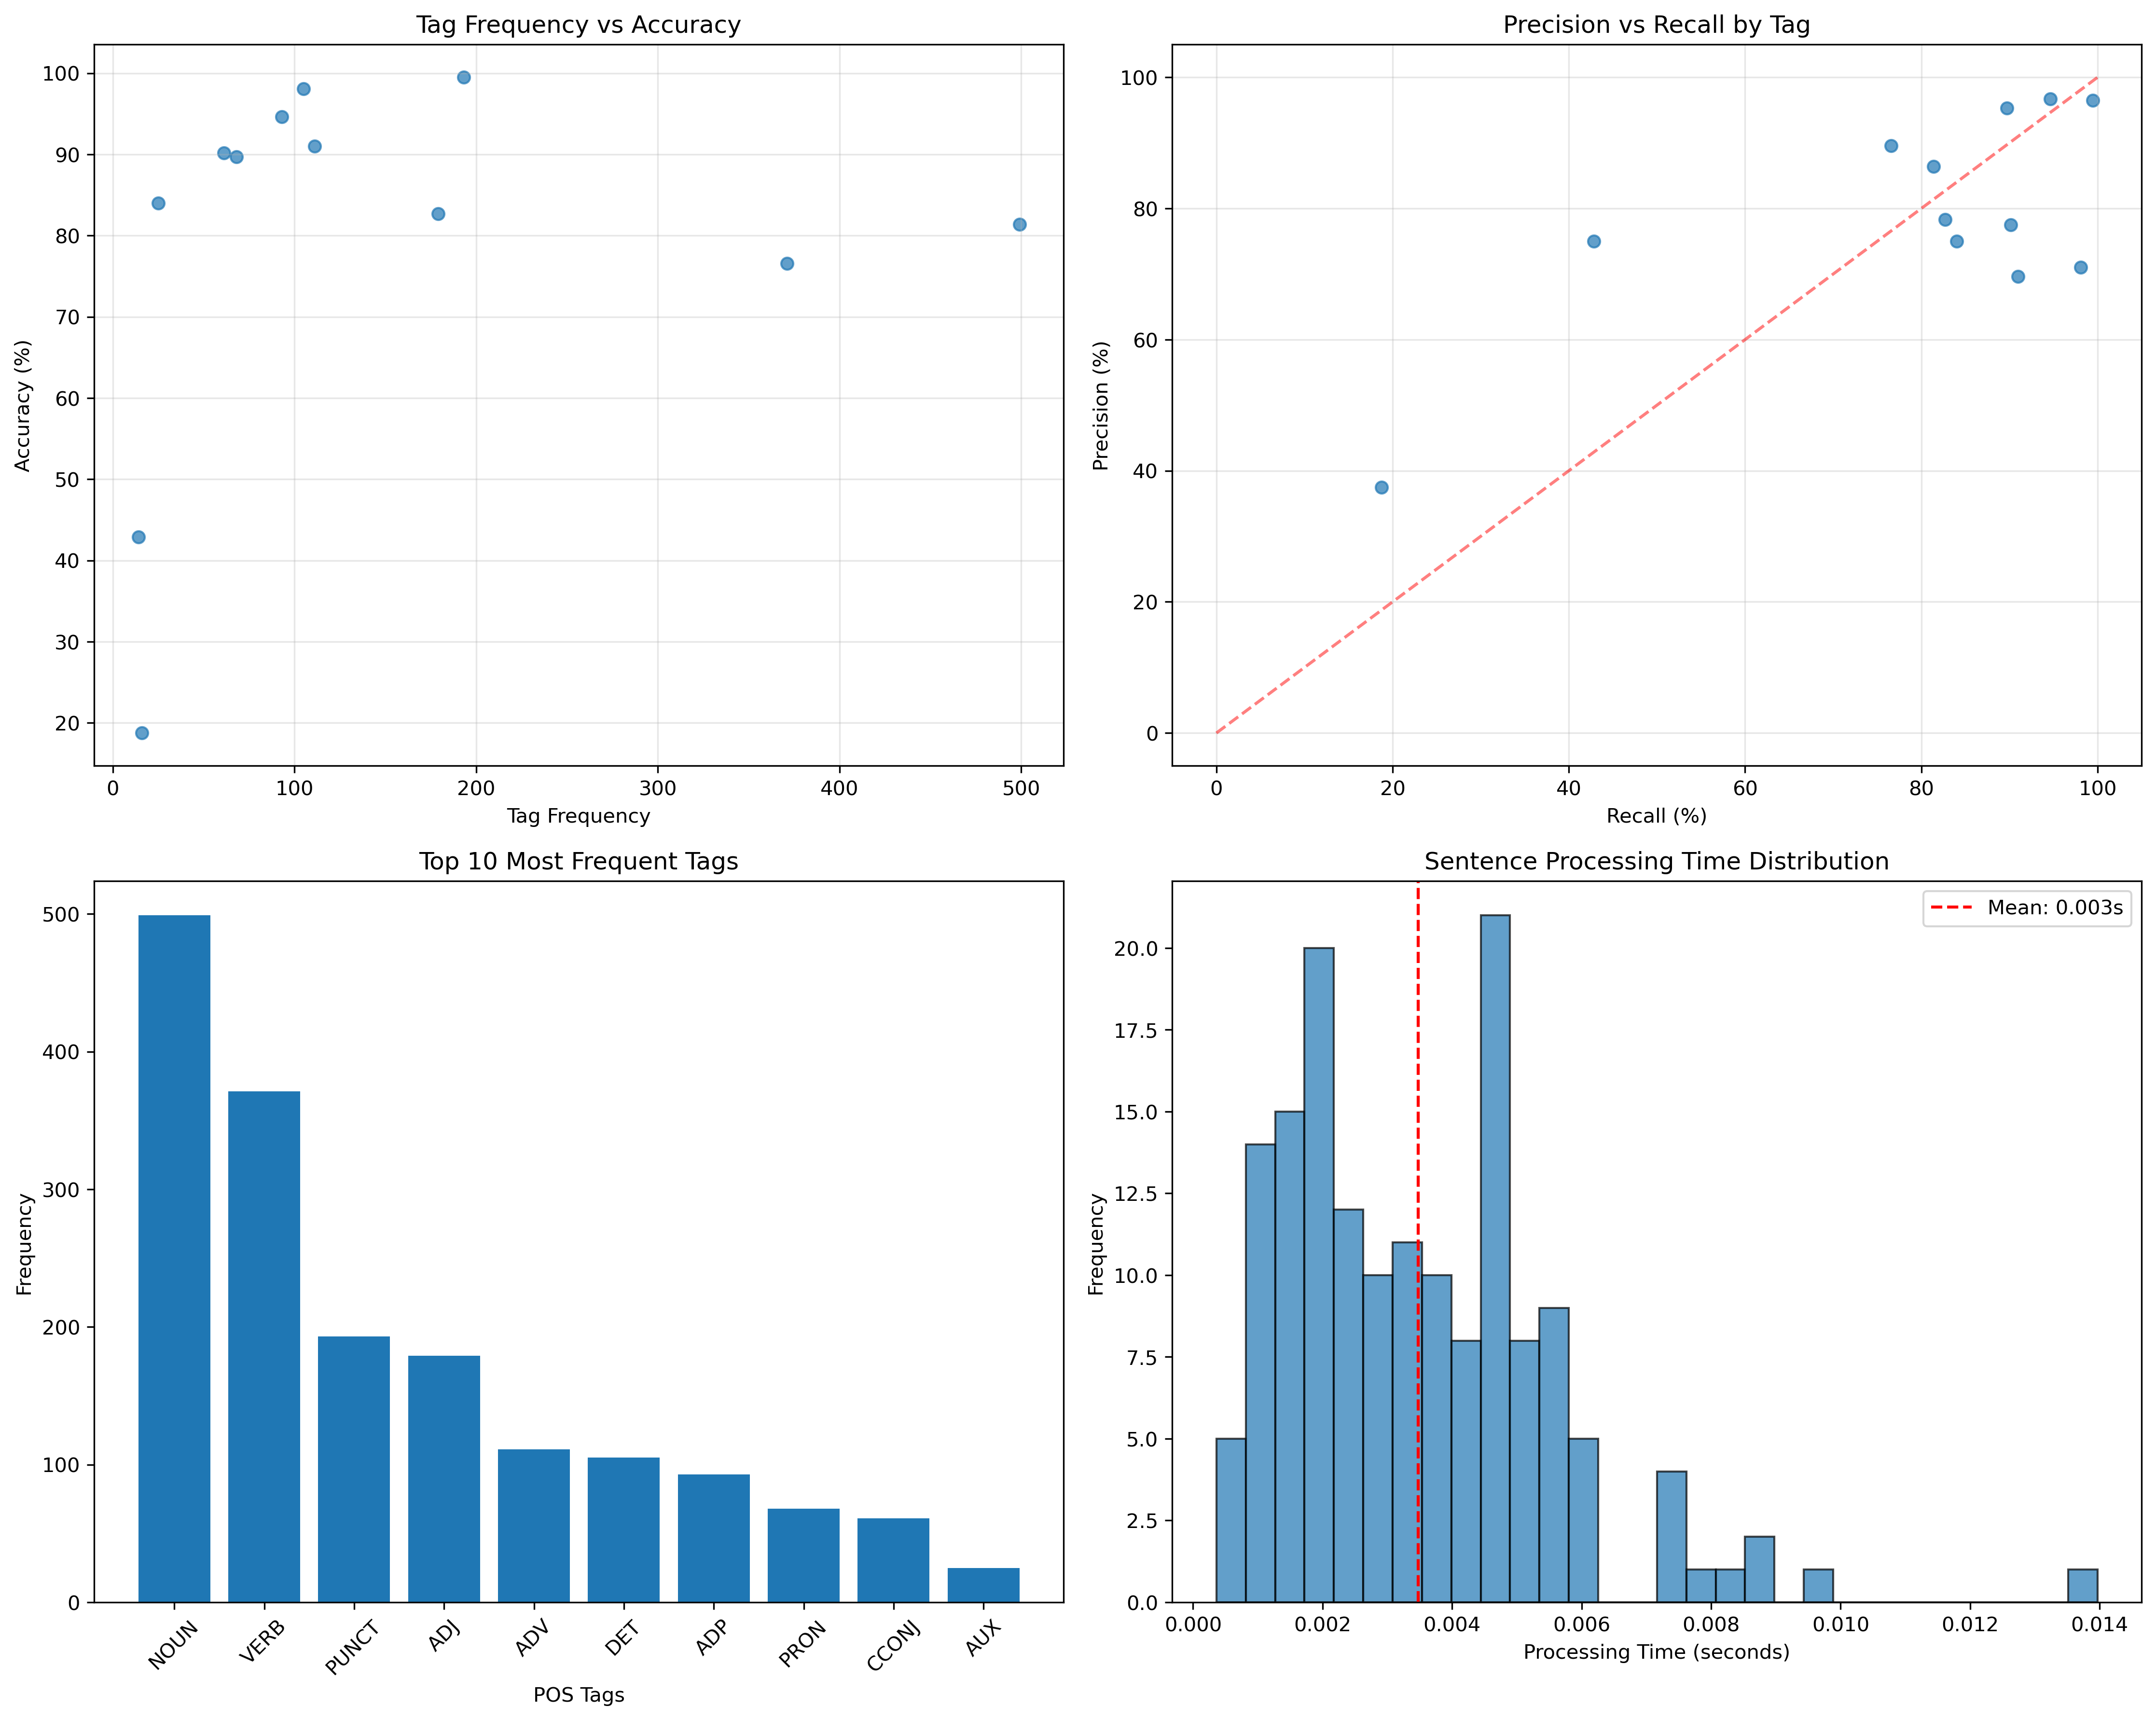 Tag Frequency vs Accuracy
100
90
80
70
60
50
40
30
20
Accuracy (%)
0 100 200 300 400 500
Tag Frequency
Precision vs Recall by Tag
100
80
60
40
20
0
Precision (%)
0 20 40 60 80 100
Recall (%)
Top 10 Most Frequent Tags
500
400
300
200
100
0
Frequency
NOUN VERB PUNCT ADJ ADV DET ADP PRON CCONJ AUX
POS Tags
Sentence Processing Time Distribution
Mean: 0.003s
20.0
17.5
15.0
12.5
10.0
7.5
5.0
2.5
0.0
Frequency
0.000 0.002 0.004 0.006 0.008 0.010 0.012 0.014
Processing Time (seconds)